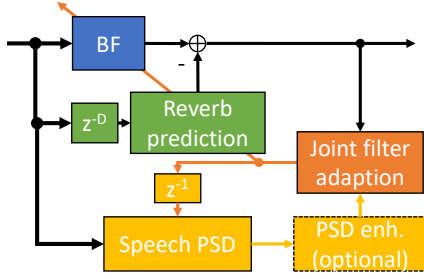 BF
-
z-D
Reverb
prediction
Joint filter
adaption
z-1
Speech PSD
PSD enh.
(optional)